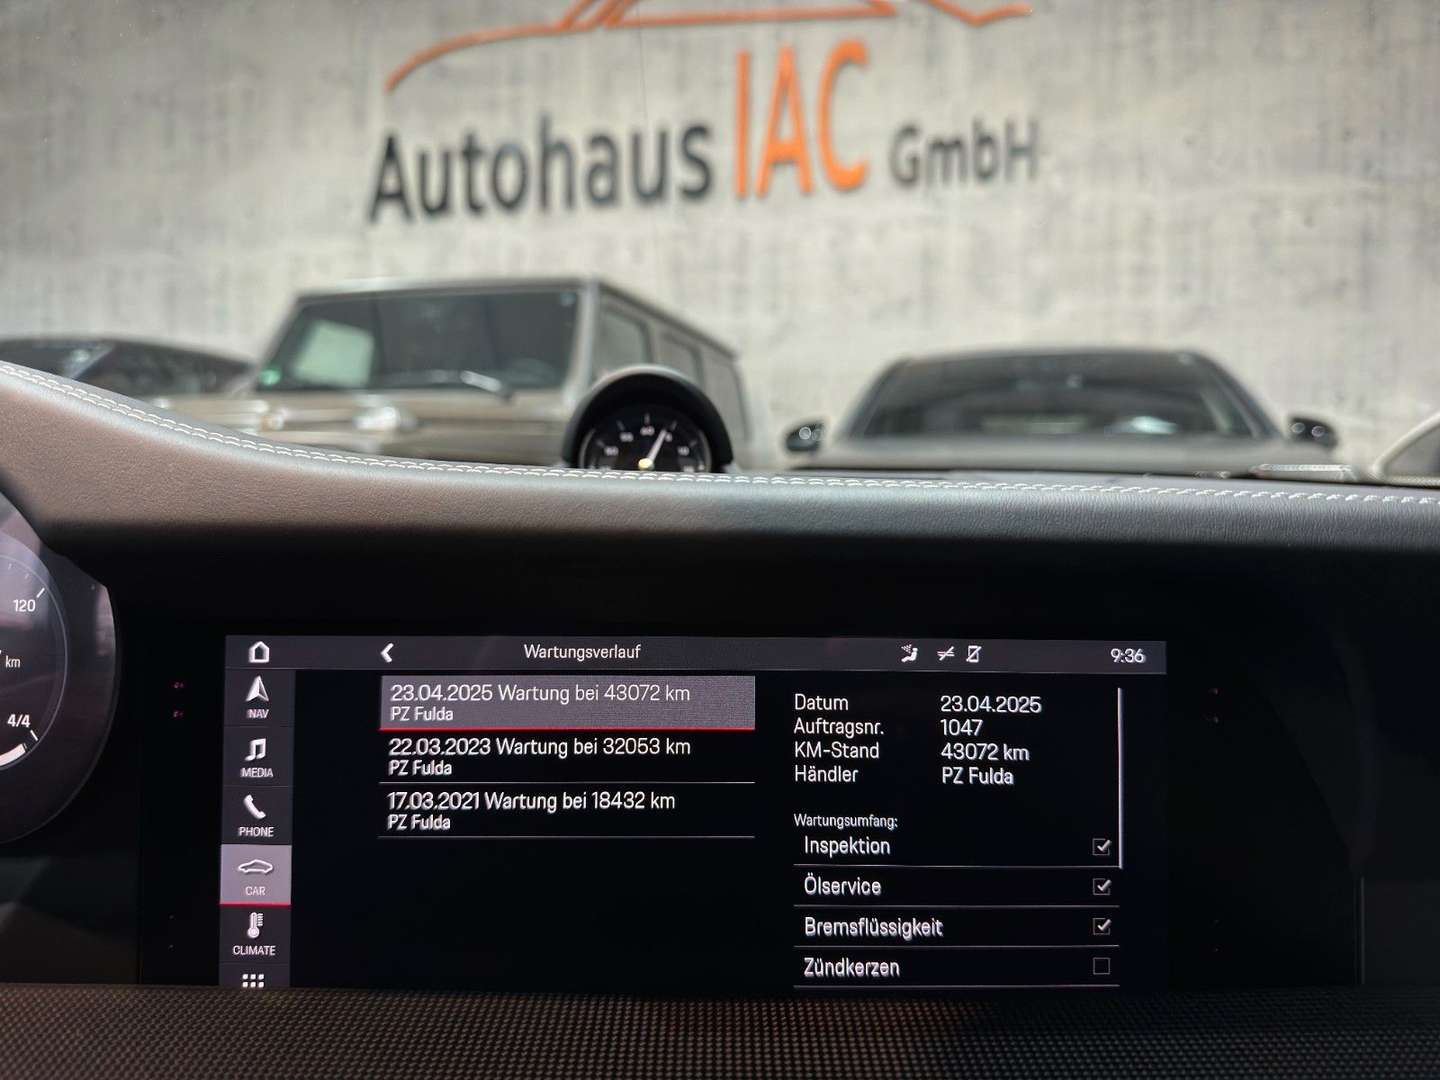 Autohaus IAC GmbH
120
km
4/4
Wartungsverlauf
9:36
NAV
MEDIA
PHONE
CAR
CLIMATE
23.04.2025 Wartung bei 43072 km
PZ Fulda
22.03.2023 Wartung bei 32053 km
PZ Fulda
17.03.2021 Wartung bei 18432 km
PZ Fulda
Datum 23.04.2025
Auftragsnr. 1047
KM-Stand 43072 km
Händler PZ Fulda
Wartungsumfang:
Inspektion
Ölservice
Bremsflüssigkeit
Zündkerzen